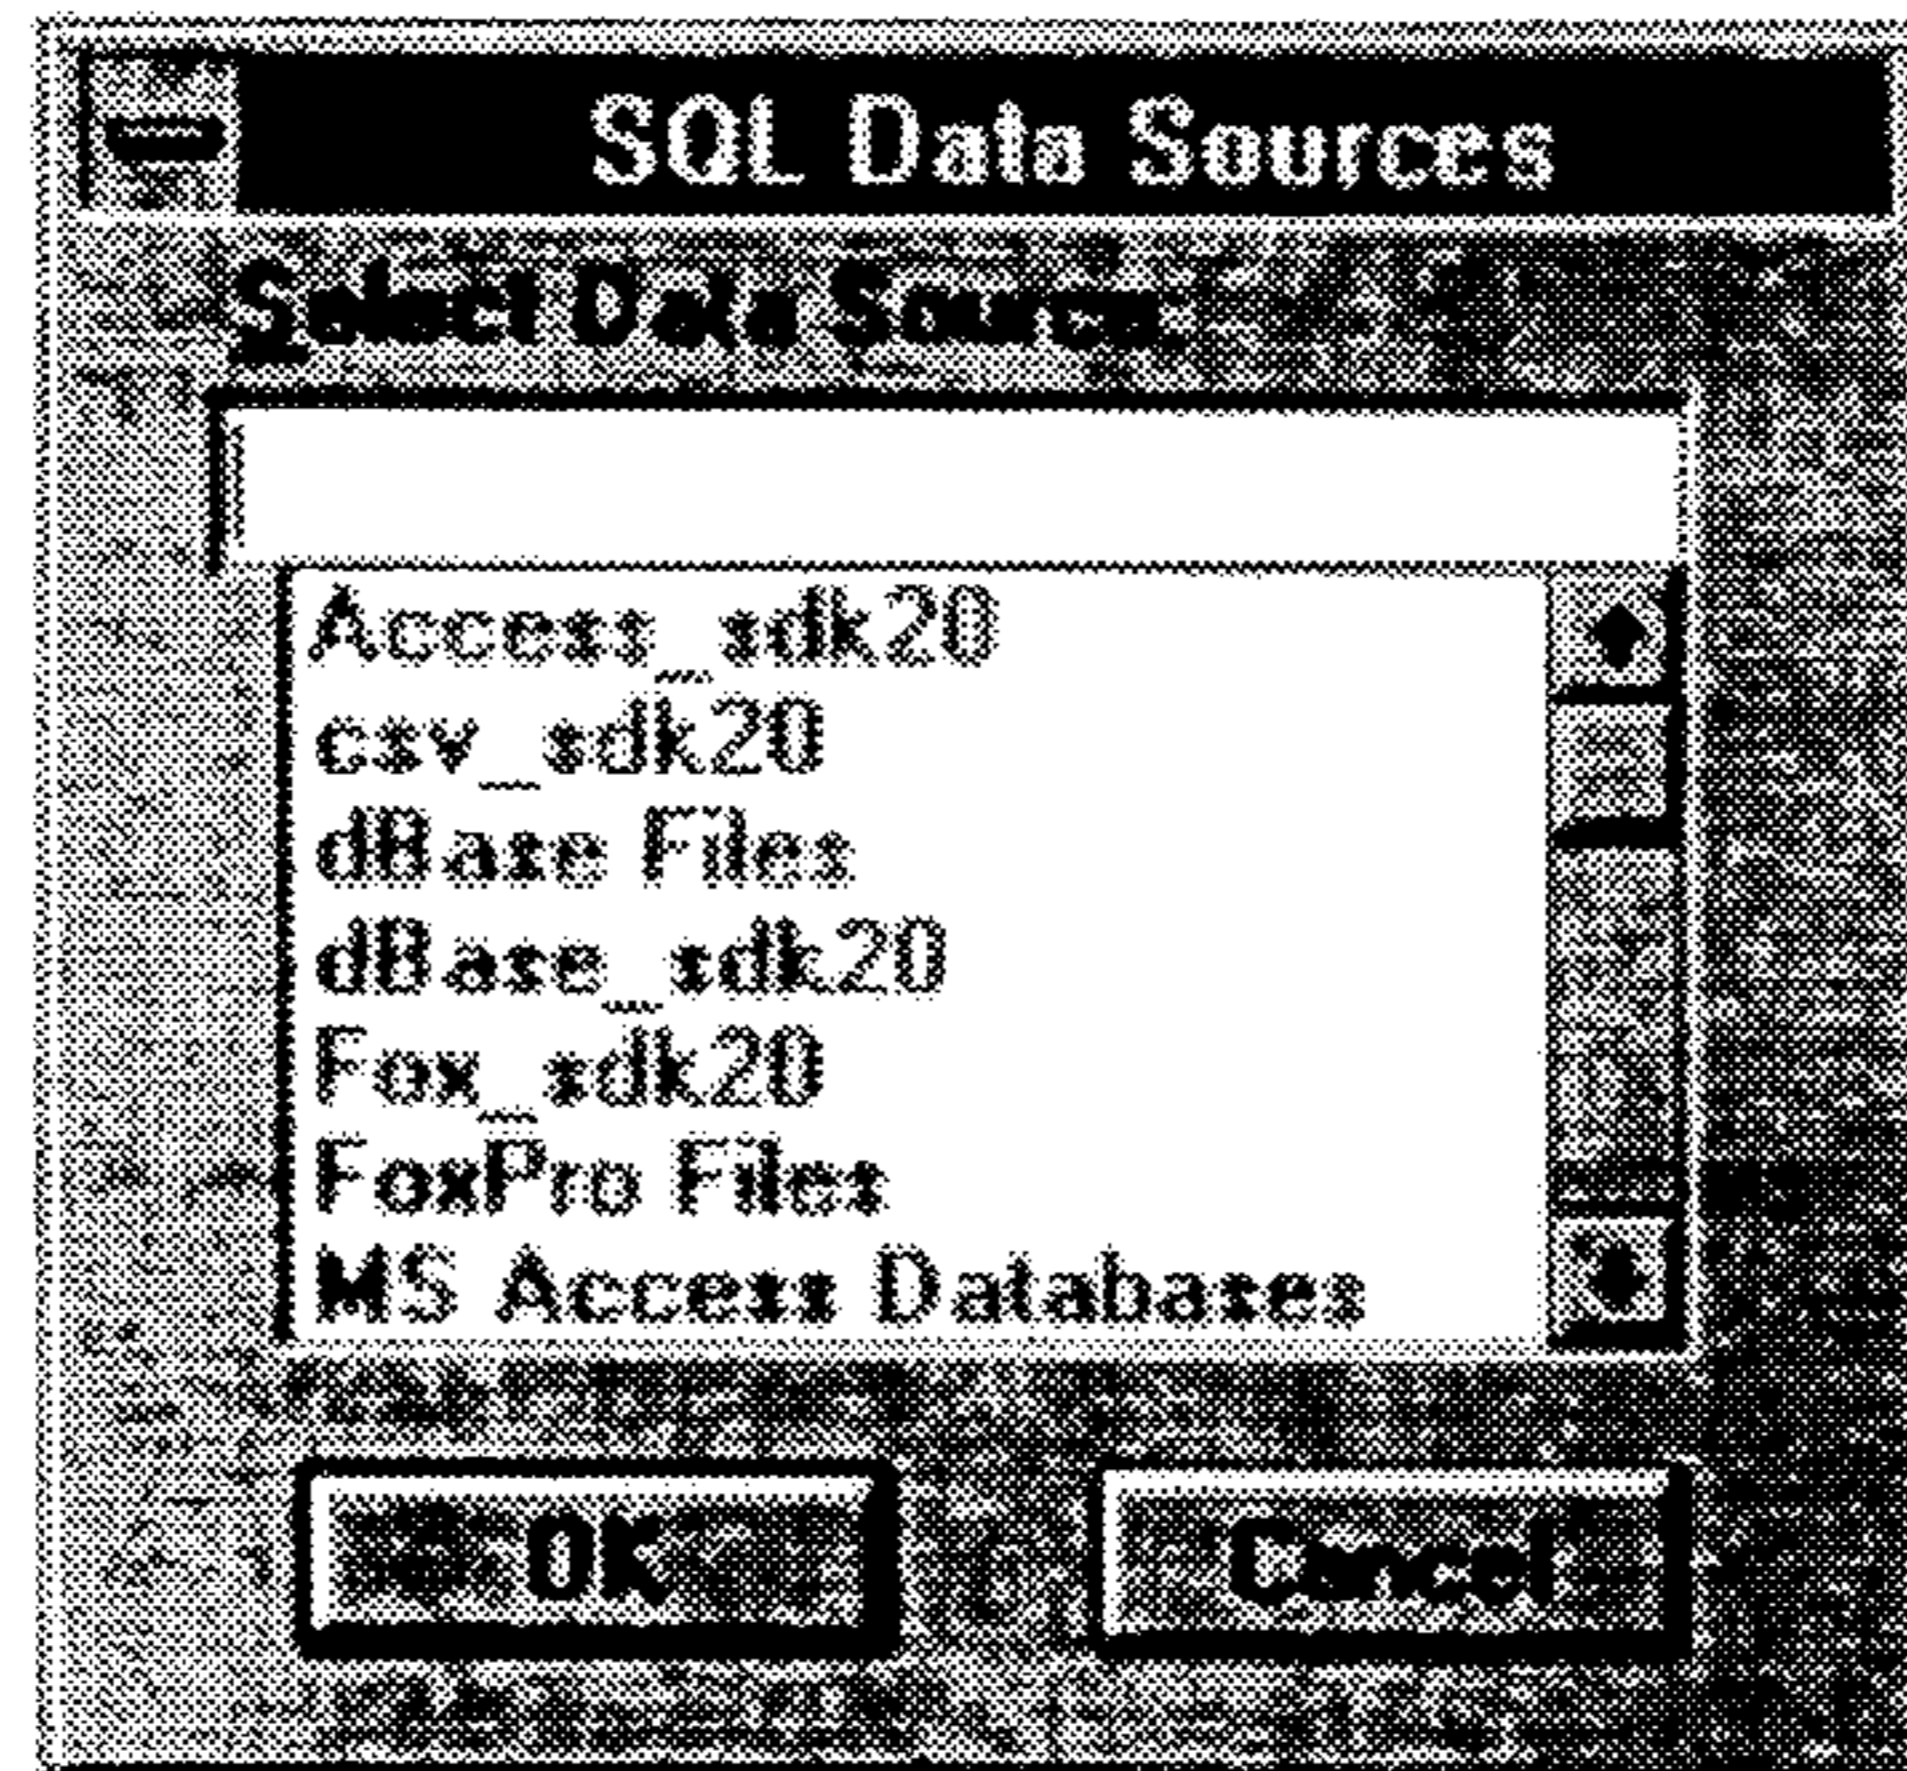 SQL Data Sources
Select Data Source:
Access_sdk20
csv_sdk20
dBase Files
dBase_sdk20
Fox_sdk20
FoxPro Files
MS Access Databases
OK Cancel